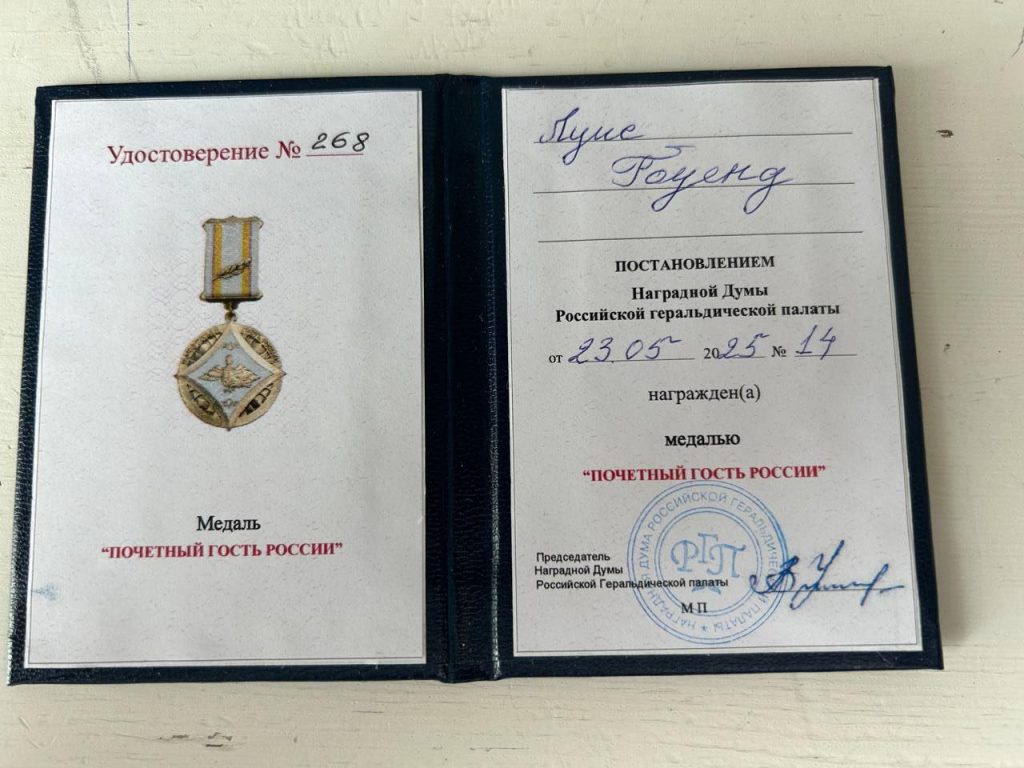 Удостоверение № 268
Медаль
“ПОЧЕТНЫЙ ГОСТЬ РОССИИ”
Луис
Гоуенд
ПОСТАНОВЛЕНИЕМ
Наградной Думы
Российской геральдической палаты
от 23.05 2025 № 14
награжден(а)
медалью
“ПОЧЕТНЫЙ ГОСТЬ РОССИИ”
Председатель
Наградной Думы
Российской Геральдической палаты
МП
НАГРАДНАЯ ДУМА РОССИЙСКОЙ ГЕРАЛЬДИЧЕСКОЙ ПАЛАТЫ
РГП